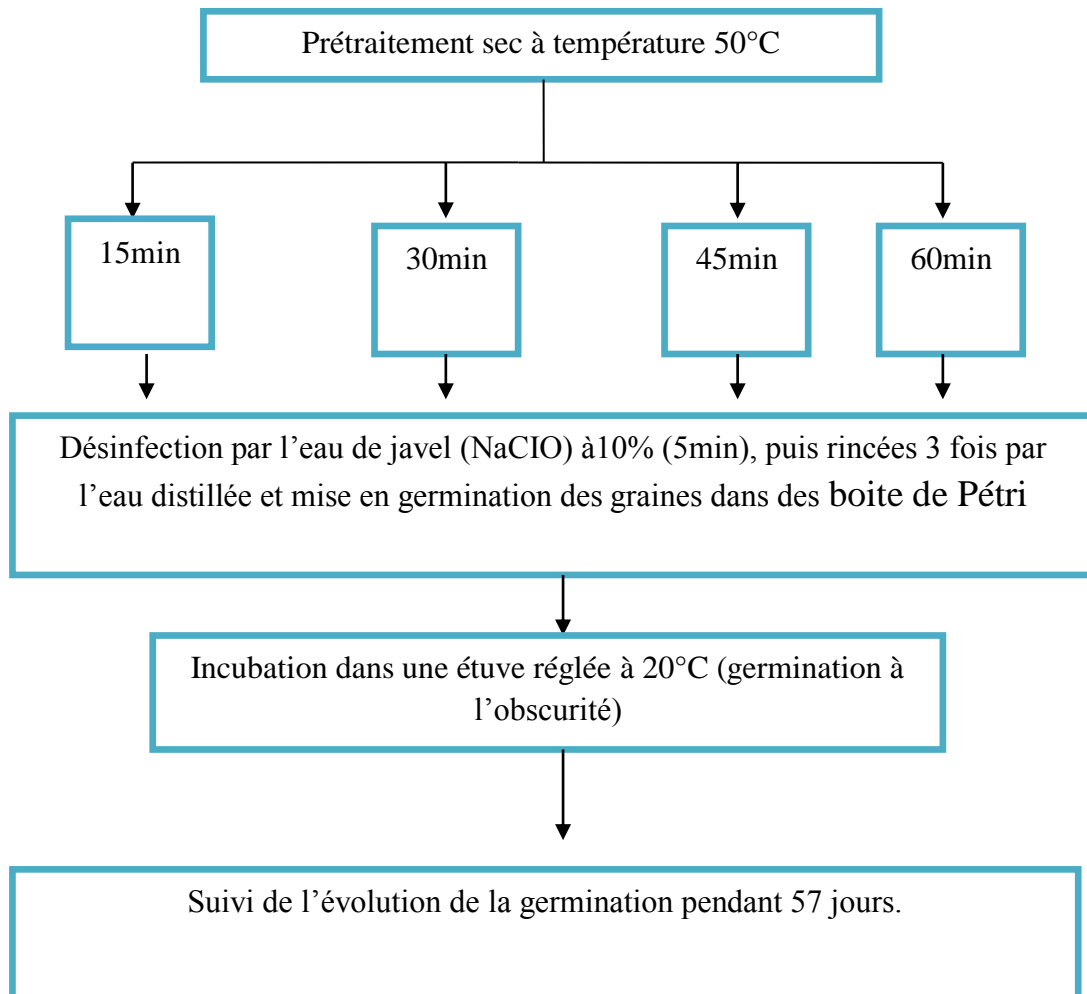 Prétraitement sec à température 50°C
15min
30min
45min
60min
Désinfection par l’eau de javel (NaClO) à10% (5min), puis rincées 3 fois par
l’eau distillée et mise en germination des graines dans des boite de Pétri
Incubation dans une étuve réglée à 20°C (germination à
l’obscurité)
Suivi de l’évolution de la germination pendant 57 jours.